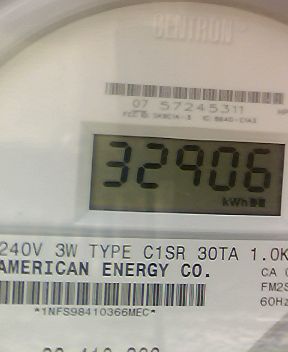 CENTRON
07 57245311
32906
kWh
240V 3W TYPE C1SR 30TA 1.0K
AMERICAN ENERGY CO.
CA
FM2S
60Hz
*1NFS98410366MEC*